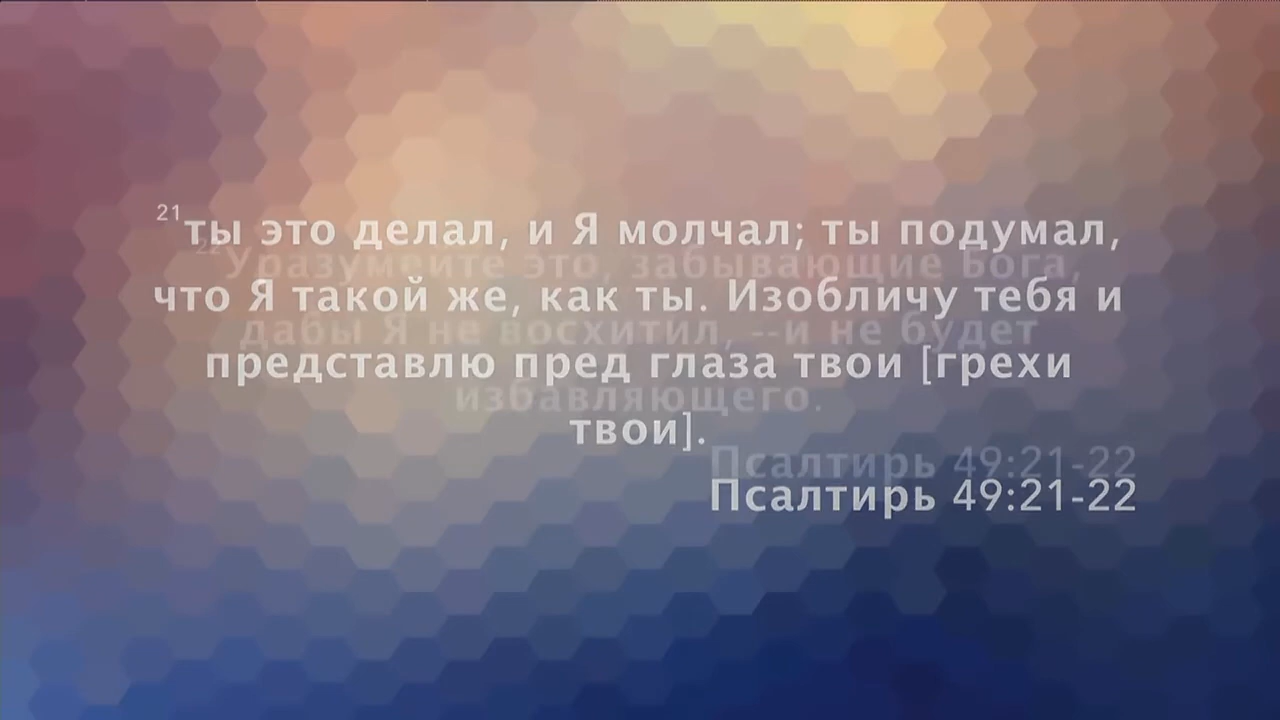 21 ты это делал, и Я молчал; ты подумал,
что Я такой же, как ты. Изобличу тебя и
представлю пред глаза твои [грехи
твои].
Псалтирь 49:21-22
22 Уразумейте это, забывающие Бога,
дабы Я не восхитил, --и не будет
избавляющего.
Псалтирь 49:21-22